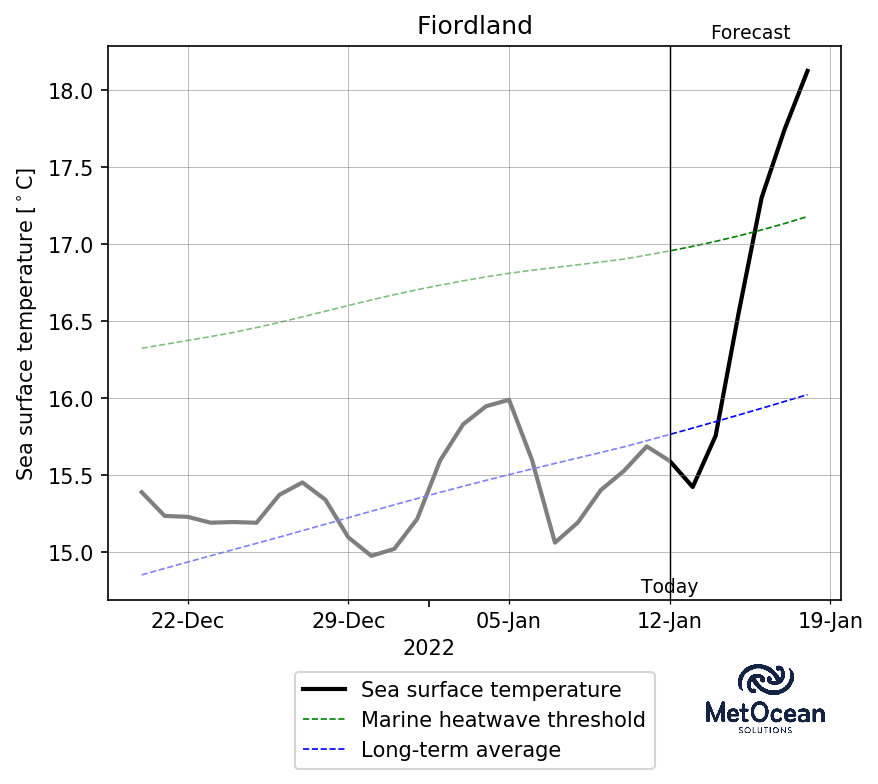 Fiordland
Forecast
Sea surface temperature [°C]
18.0
17.5
17.0
16.5
16.0
15.5
15.0
Today
22-Dec 29-Dec 05-Jan 12-Jan 19-Jan
2022
Sea surface temperature
Marine heatwave threshold
Long-term average
MetOcean
SOLUTIONS